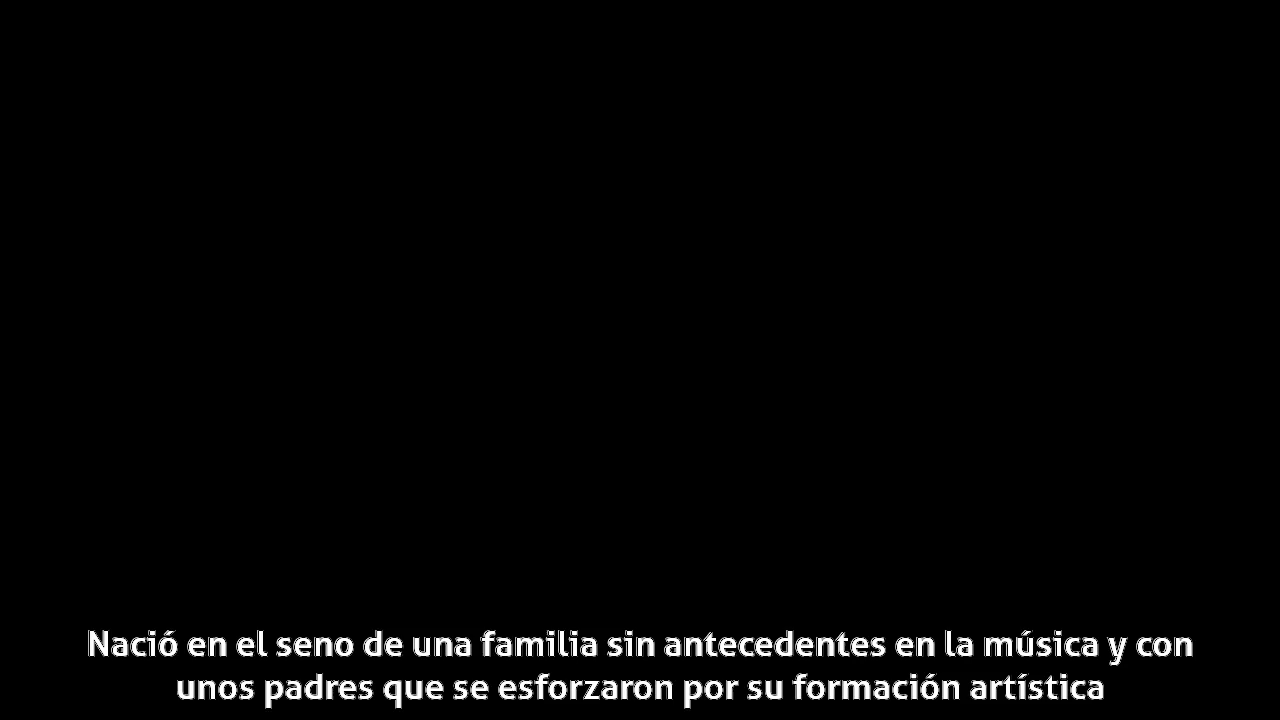 Nació en el seno de una familia sin antecedentes en la música y con
unos padres que se esforzaron por su formación artística